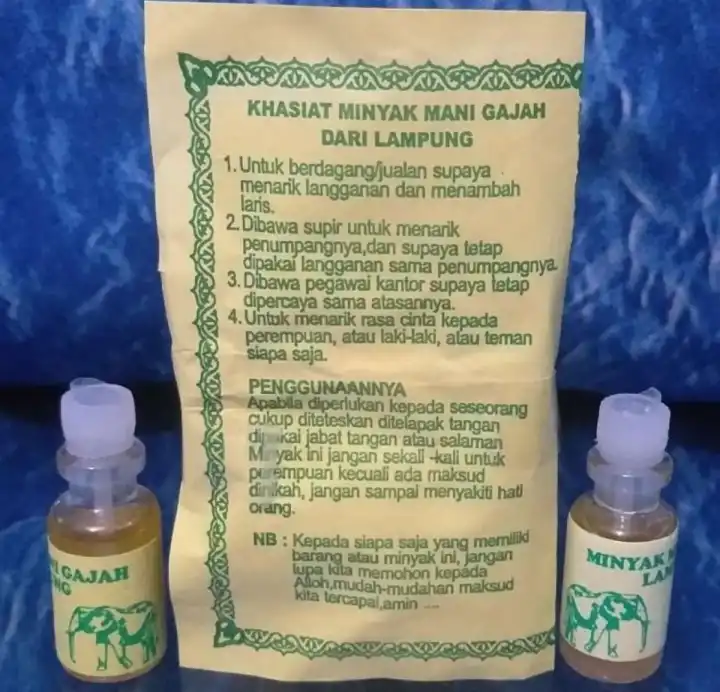 KHASIAT MINYAK MANI GAJAH
DARI LAMPUNG
1. Untuk berdagang/jualan supaya
menarik langganan dan menambah
laris.
2. Dibawa supir untuk menarik
penumpangnya,dan supaya tetap
dipakai langganan sama penumpangnya.
3. Dibawa pegawai kantor supaya tetap
dipercaya sama atasannya.
4. Untuk menarik rasa cinta kepada
perempuan, atau laki-laki, atau teman
siapa saja.
PENGGUNAANNYA
Apabila diperlukan kepada seseorang
cukup diteteskan ditelapak tangan
dipakai jabat tangan atau salaman
Minyak ini jangan sekali -kali untuk
perempuan kecuali ada maksud
dinikah, jangan sampai menyakiti hati
orang.
NB : Kepada siapa saja yang memiliki
barang atau minyak ini, jangan
lupa kita memohon kepada
Alloh,mudah-mudahan maksud
kita tercapai,amin ....
GAJAH
MINYAK